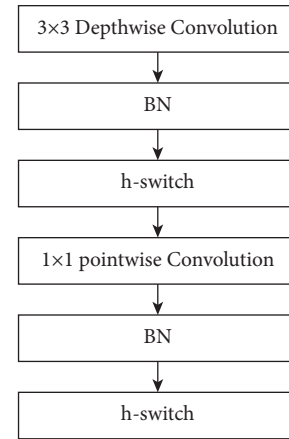 3×3 Depthwise Convolution
BN
h-switch
1×1 pointwise Convolution
BN
h-switch